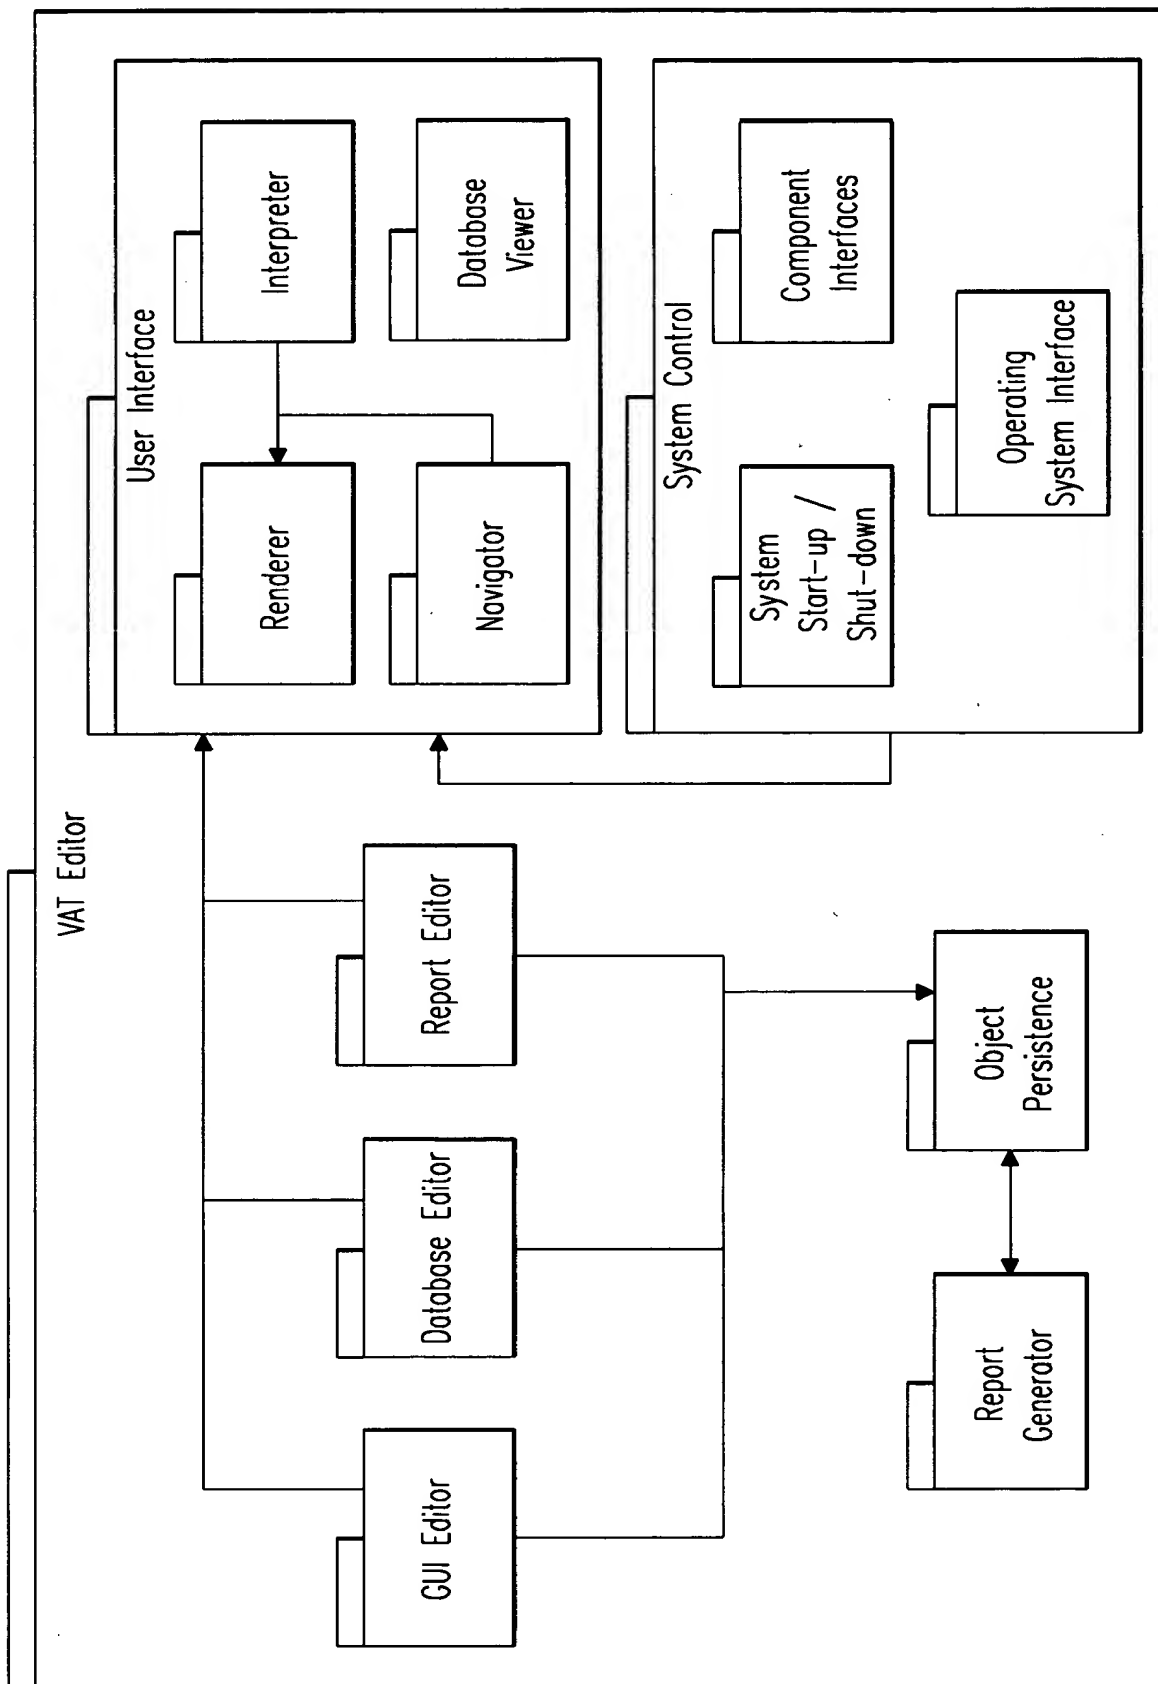 VAT Editor
User Interface
Renderer
Interpreter
Navigator
Database
Viewer
GUI Editor
Database Editor
Report Editor
System Control
System
Start-up /
Shut-down
Component
Interfaces
Operating
System Interface
Report
Generator
Object
Persistence